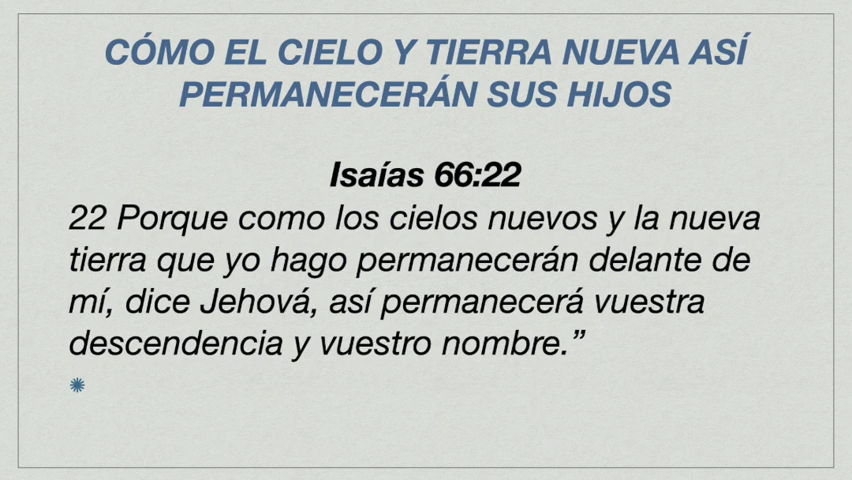 CÓMO EL CIELO Y TIERRA NUEVA ASÍ
PERMANECERÁN SUS HIJOS
Isaías 66:22
22 Porque como los cielos nuevos y la nueva
tierra que yo hago permanecerán delante de
mí, dice Jehová, así permanecerá vuestra
descendencia y vuestro nombre.”